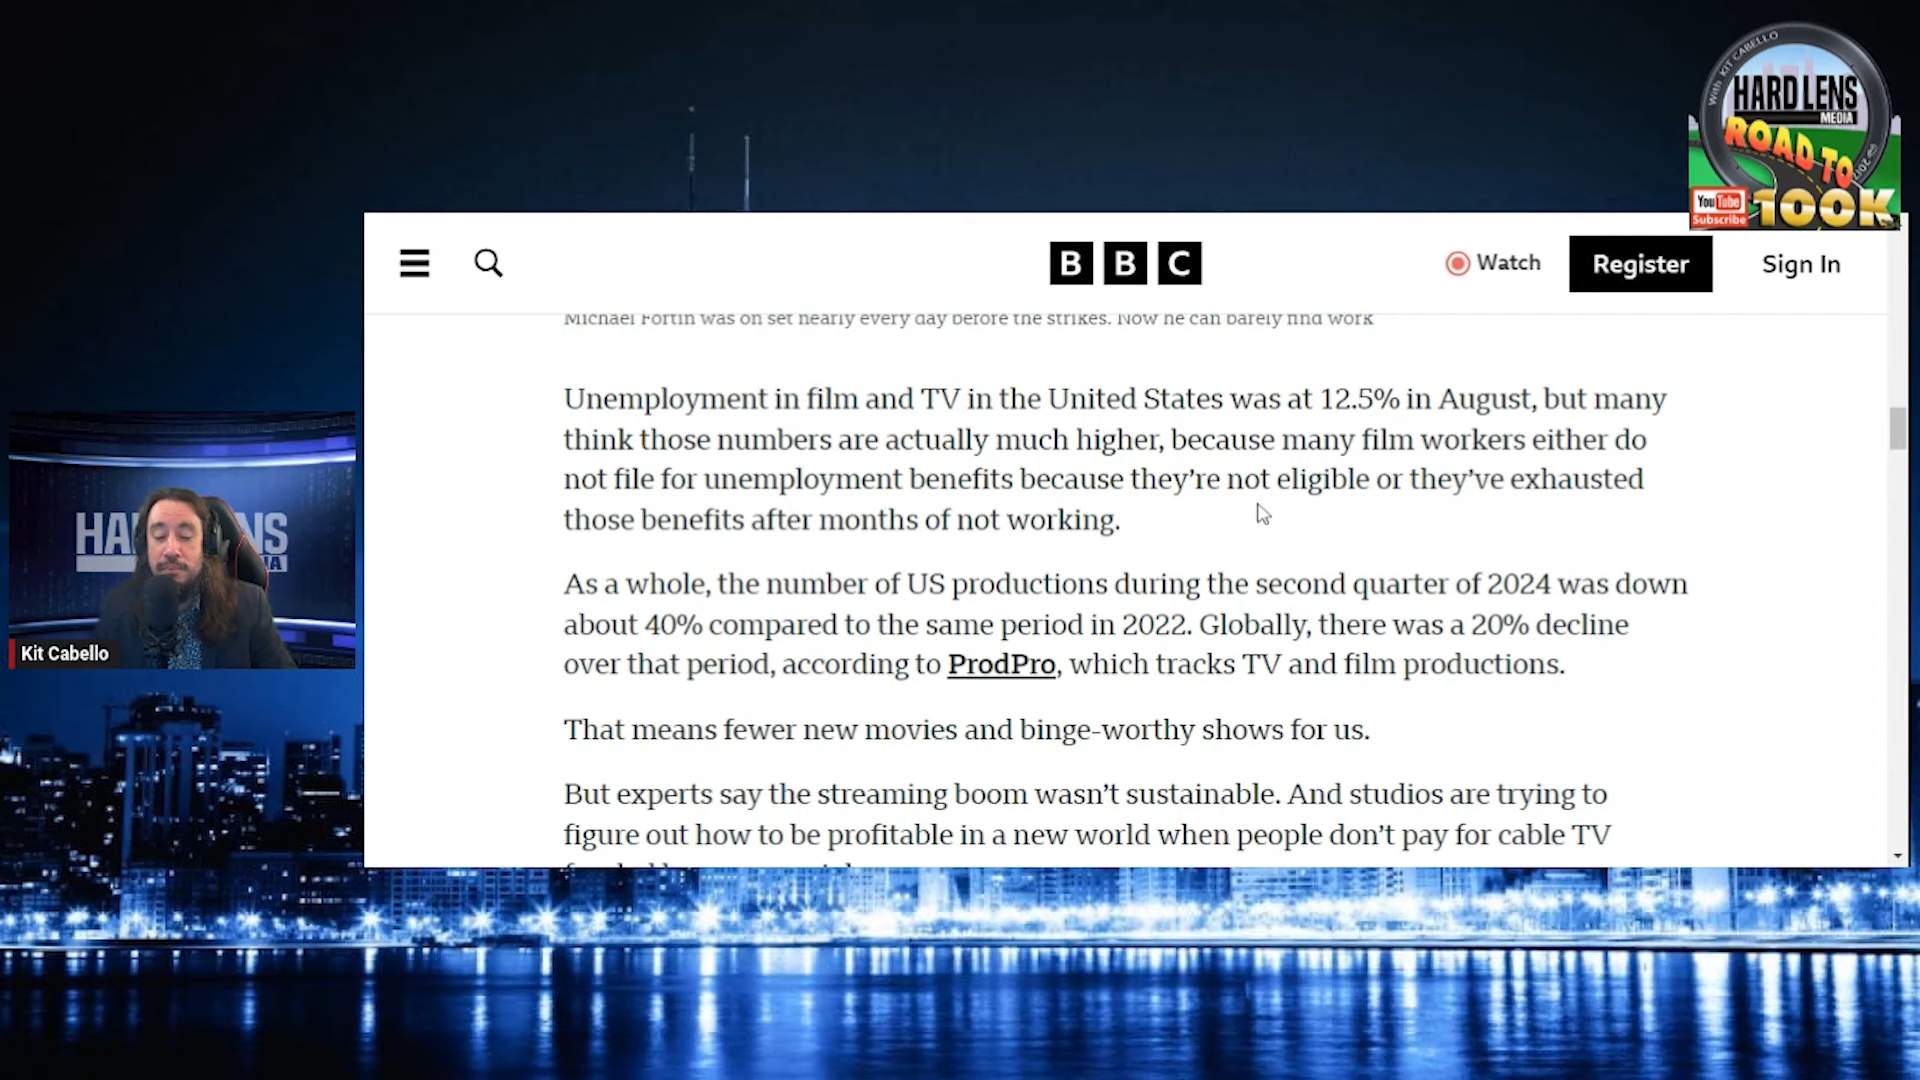 With KIT CABELLO
HARD LENS
MEDIA
ROAD TO
100K
YouTube
Subscribe
BBC
Watch
Register
Sign In
Michael Fortin was on set nearly every day before the strikes. Now he can barely find work
Unemployment in film and TV in the United States was at 12.5% in August, but many
think those numbers are actually much higher, because many film workers either do
not file for unemployment benefits because they’re not eligible or they’ve exhausted
those benefits after months of not working.
As a whole, the number of US productions during the second quarter of 2024 was down
about 40% compared to the same period in 2022. Globally, there was a 20% decline
over that period, according to ProdPro, which tracks TV and film productions.
That means fewer new movies and binge-worthy shows for us.
But experts say the streaming boom wasn’t sustainable. And studios are trying to
figure out how to be profitable in a new world when people don’t pay for cable TV
Kit Cabello